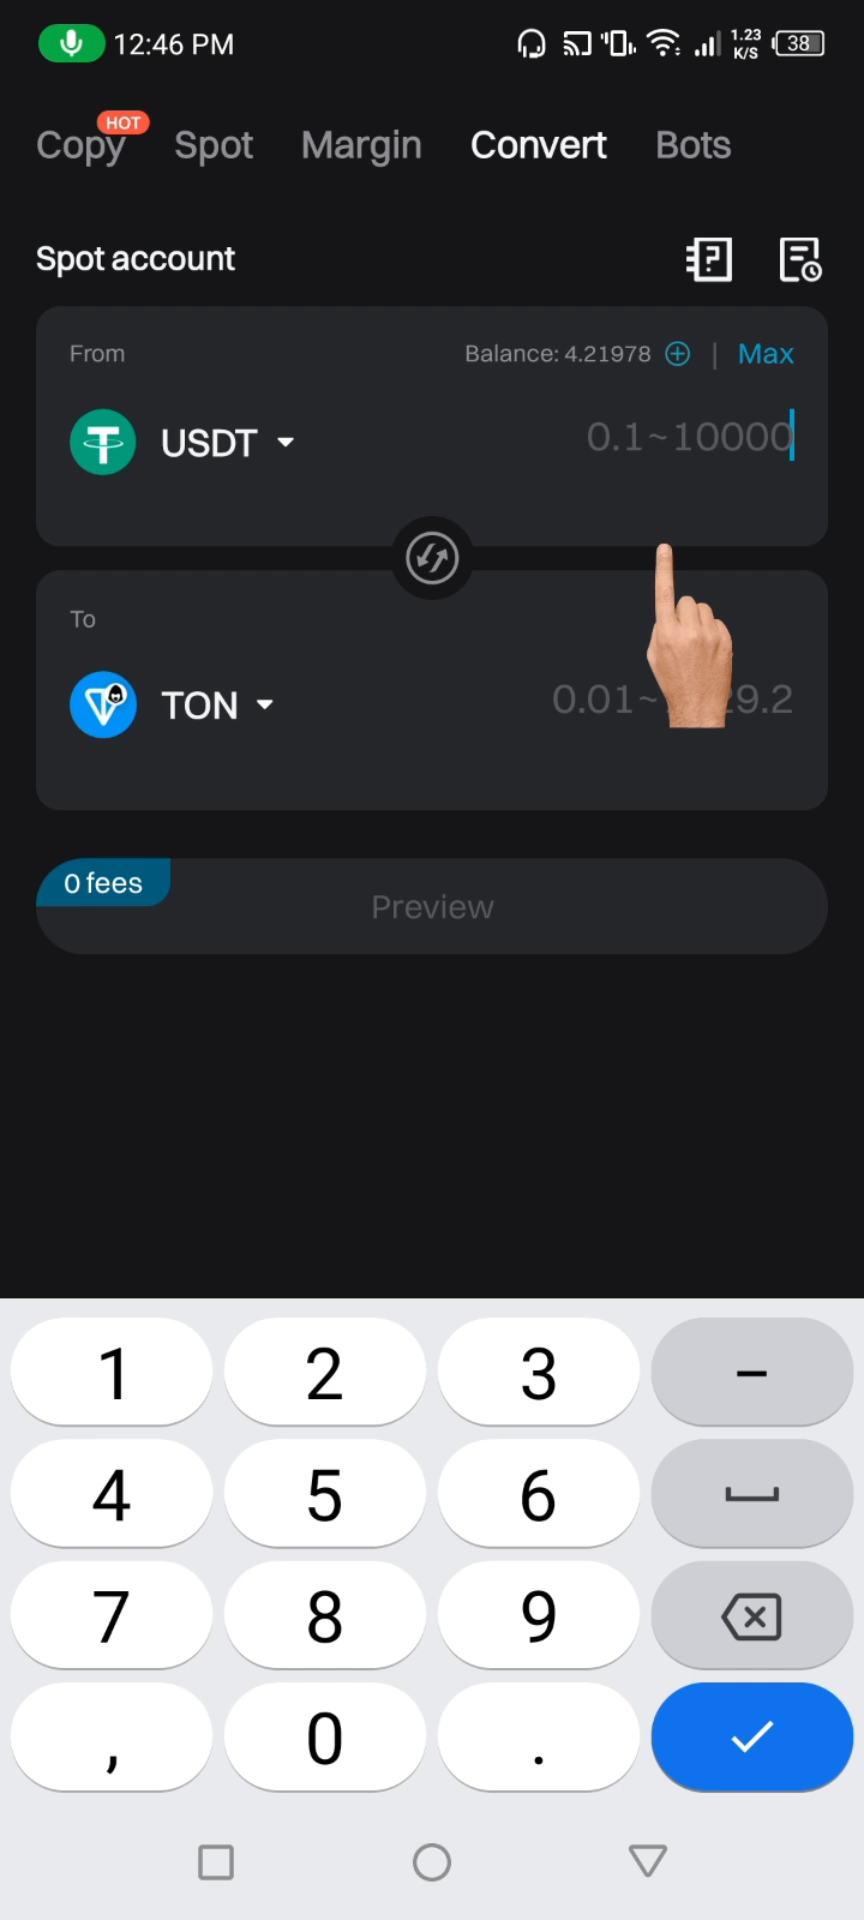 12:46 PM
1.23 K/S
38
HOT
Copy Spot Margin Convert Bots
Spot account
From Balance: 4.21978 | Max
USDT 0.1~10000
To
TON 0.01~ 29.2
0 fees
Preview
1 2 3 –
4 5 6
7 8 9
, 0 .